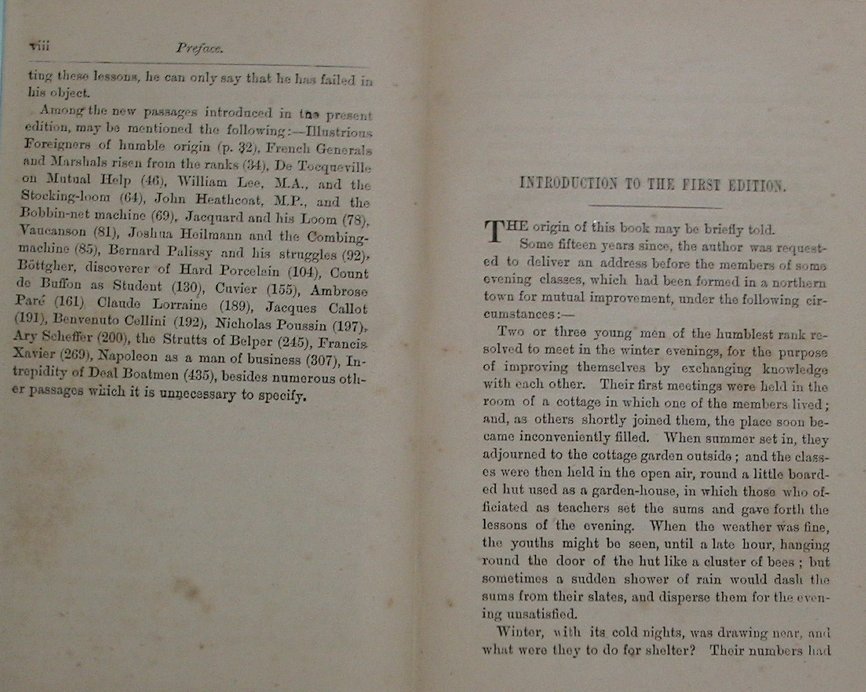 viii
Preface.
ting these lessons, he can only say that he has failed in
his object.
Among the new passages introduced in the present
edition, may be mentioned the following:—Illustrious
Foreigners of humble origin (p. 32), French Generals
and Marshals risen from the ranks (34), De Tocqueville
on Mutual Help (46), William Lee, M.A., and the
Stocking-loom (64), John Heathcoat, M.P., and the
Bobbin-net machine (69), Jacquard and his Loom (78),
Vaucanson (81), Joshua Heilmann and the Combing-
machine (85), Bernard Palissy and his struggles (92),
Böttgher, discoverer of Hard Porcelain (104), Count
de Buffon as Student (130), Cuvier (155), Ambrose
Paré (161) Claude Lorraine (189), Jacques Callot
(191), Benvenuto Cellini (192), Nicholas Poussin (197),
Ary Scheffer (200), the Strutts of Belper (245), Francis
Xavier (269), Napoleon as a man of business (307), In-
trepidity of Deal Boatmen (435), besides numerous oth-
er passages which it is unnecessary to specify.
INTRODUCTION TO THE FIRST EDITION.
THE origin of this book may be briefly told.
Some fifteen years since, the author was request-
ed to deliver an address before the members of some
evening classes, which had been formed in a northern
town for mutual improvement, under the following cir-
cumstances:—
Two or three young men of the humblest rank re-
solved to meet in the winter evenings, for the purpose
of improving themselves by exchanging knowledge
with each other. Their first meetings were held in the
room of a cottage in which one of the members lived;
and, as others shortly joined them, the place soon be-
came inconveniently filled. When summer set in, they
adjourned to the cottage garden outside; and the class-
es were then held in the open air, round a little board-
ed hut used as a garden-house, in which those who of-
ficiated as teachers set the sums and gave forth the
lessons of the evening. When the weather was fine,
the youths might be seen, until a late hour, hanging
round the door of the hut like a cluster of bees; but
sometimes a sudden shower of rain would dash the
sums from their slates, and disperse them for the even-
ing unsatisfied.
Winter, with its cold nights, was drawing near, and
what were they to do for shelter? Their numbers had